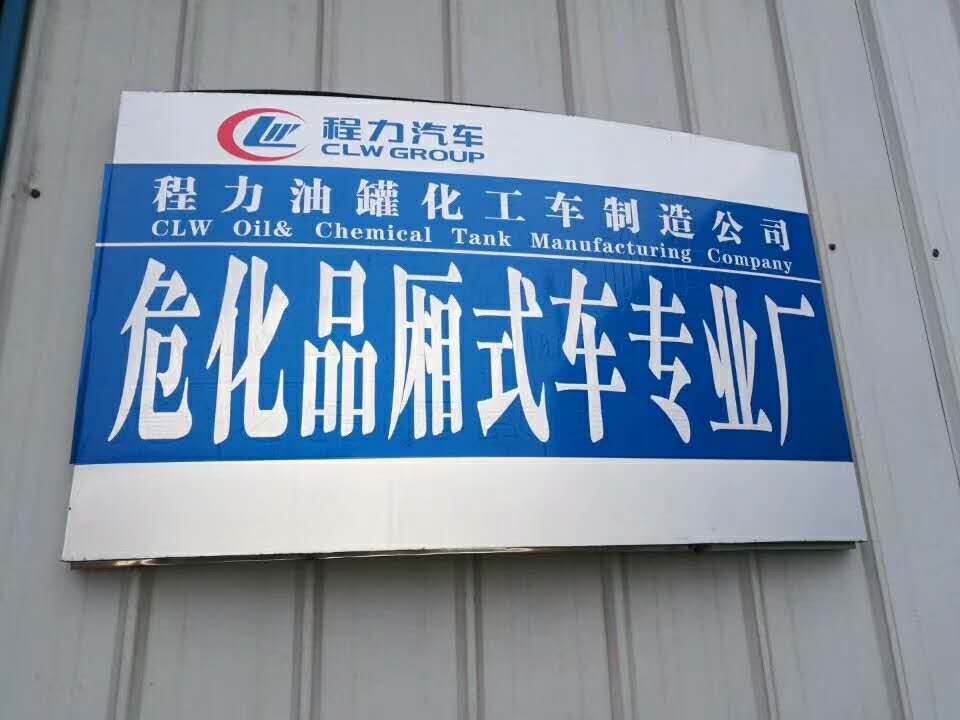 程力汽车
CLW GROUP
程力油罐化工车制造公司
CLW Oil& Chemical Tank Manufacturing Company
危化品厢式车专业厂